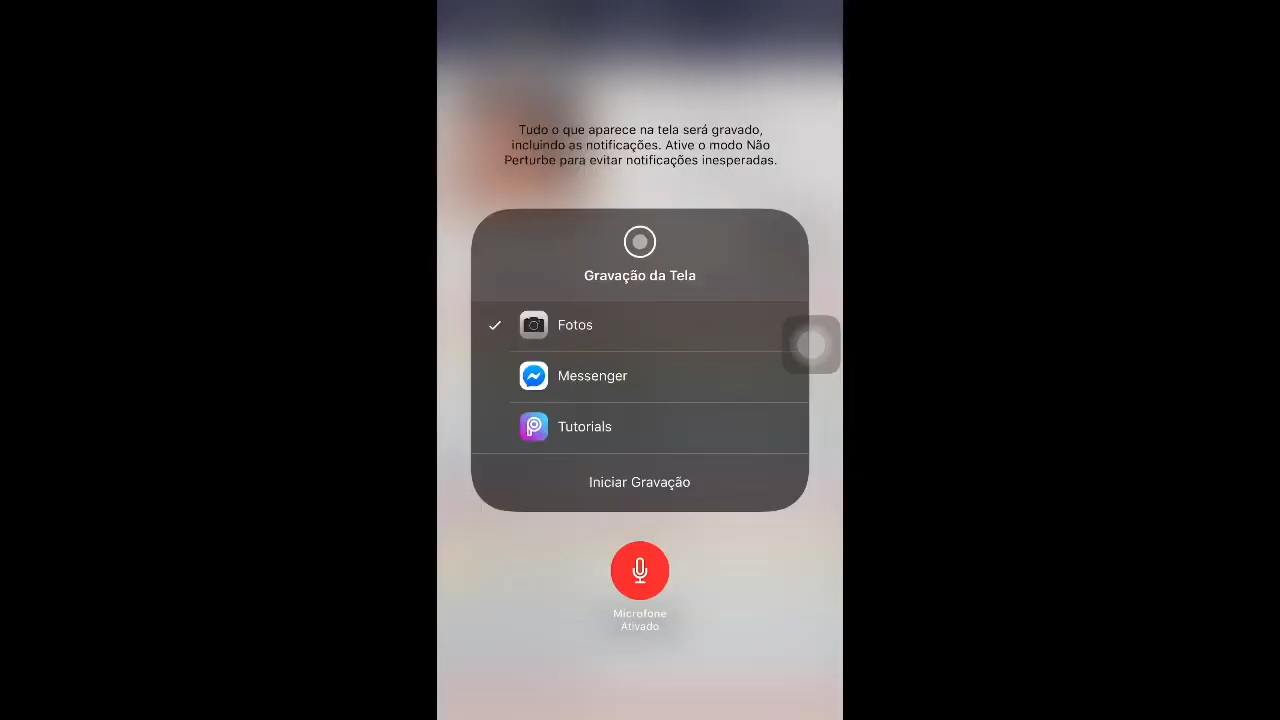 Tudo o que aparece na tela será gravado,
incluindo as notificações. Ative o modo Não
Perturbe para evitar notificações inesperadas.
Gravação da Tela
Fotos
Messenger
Tutorials
Iniciar Gravação
Microfone
Ativado